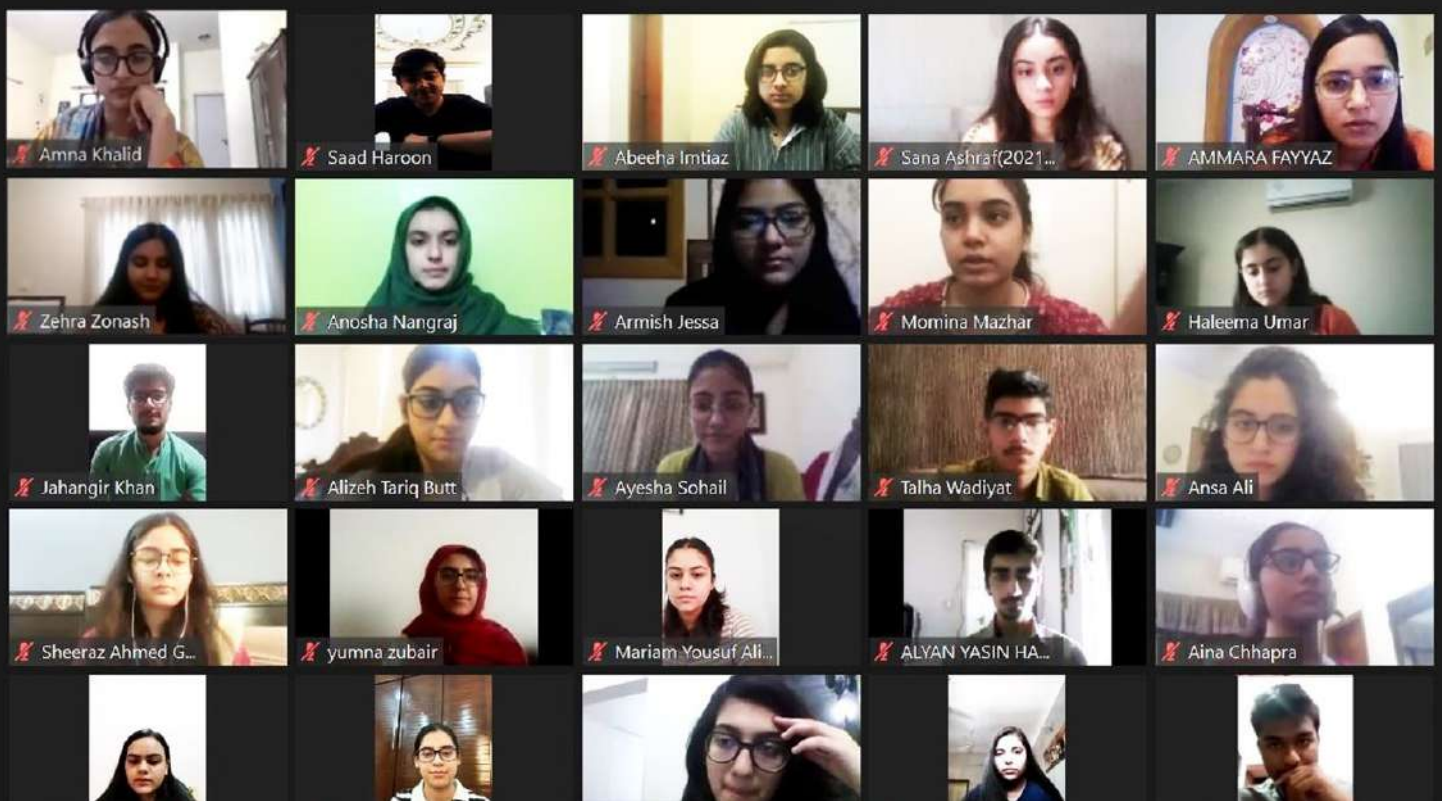 Amna Khalid
Saad Haroon
Abeeha Imtiaz
Sana Ashraf(2021...
AMMARA FAYYAZ
Zehra Zonash
Anosha Nangraj
Armish Jessa
Momina Mazhar
Haleema Umar
Jahangir Khan
Alizeh Tariq Butt
Ayesha Sohail
Talha Wadiyat
Ansa Ali
Sheeraz Ahmed G...
yumna zubair
Mariam Yousuf Ali...
ALYAN YASIN HA...
Aina Chhapra